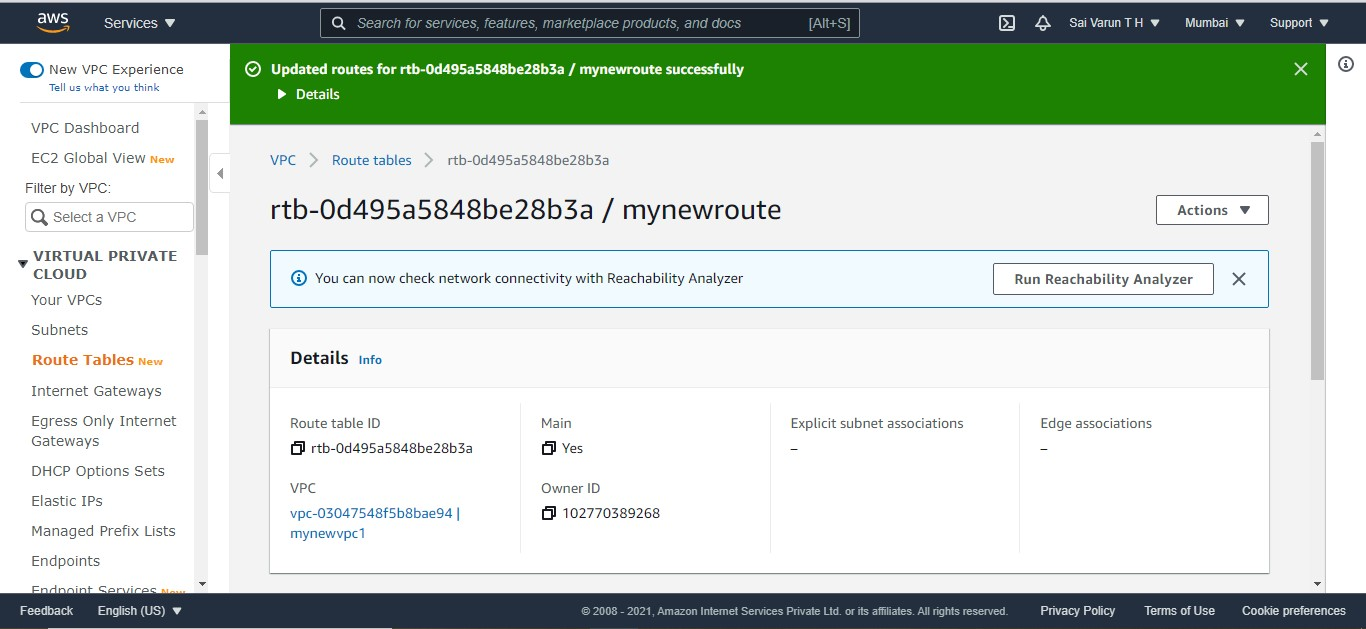 aws
Services
Search for services, features, marketplace products, and docs
[Alt+S]
Sai Varun T H
Mumbai
Support
New VPC Experience
Tell us what you think
VPC Dashboard
EC2 Global View New
Filter by VPC:
Select a VPC
VIRTUAL PRIVATE
CLOUD
Your VPCs
Subnets
Route Tables New
Internet Gateways
Egress Only Internet
Gateways
DHCP Options Sets
Elastic IPs
Managed Prefix Lists
Endpoints
Endpoint Services New
Updated routes for rtb-0d495a5848be28b3a / mynewroute successfully
Details
VPC
Route tables
rtb-0d495a5848be28b3a
rtb-0d495a5848be28b3a / mynewroute
Actions
You can now check network connectivity with Reachability Analyzer
Run Reachability Analyzer
Details Info
Route table ID
rtb-0d495a5848be28b3a
VPC
vpc-03047548f5b8bae94 |
mynewvpc1
Main
Yes
Owner ID
102770389268
Explicit subnet associations
–
Edge associations
–
Feedback
English (US)
© 2008 - 2021, Amazon Internet Services Private Ltd. or its affiliates. All rights reserved.
Privacy Policy
Terms of Use
Cookie preferences